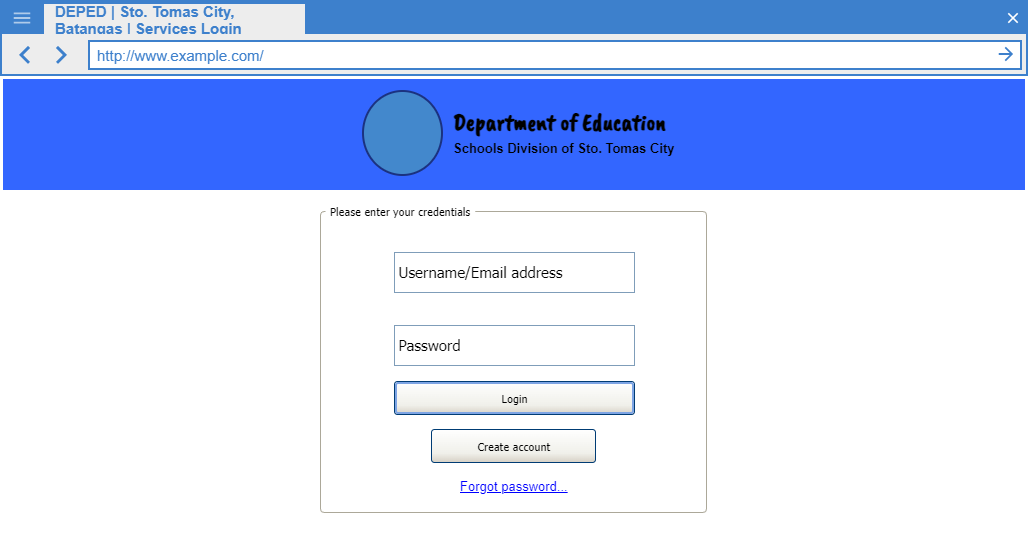 DEPED | Sto. Tomas City,
Batangas | Services Login
http://www.example.com/
Department of Education
Schools Division of Sto. Tomas City
Please enter your credentials
Username/Email address
Password
Login
Create account
Forgot password...